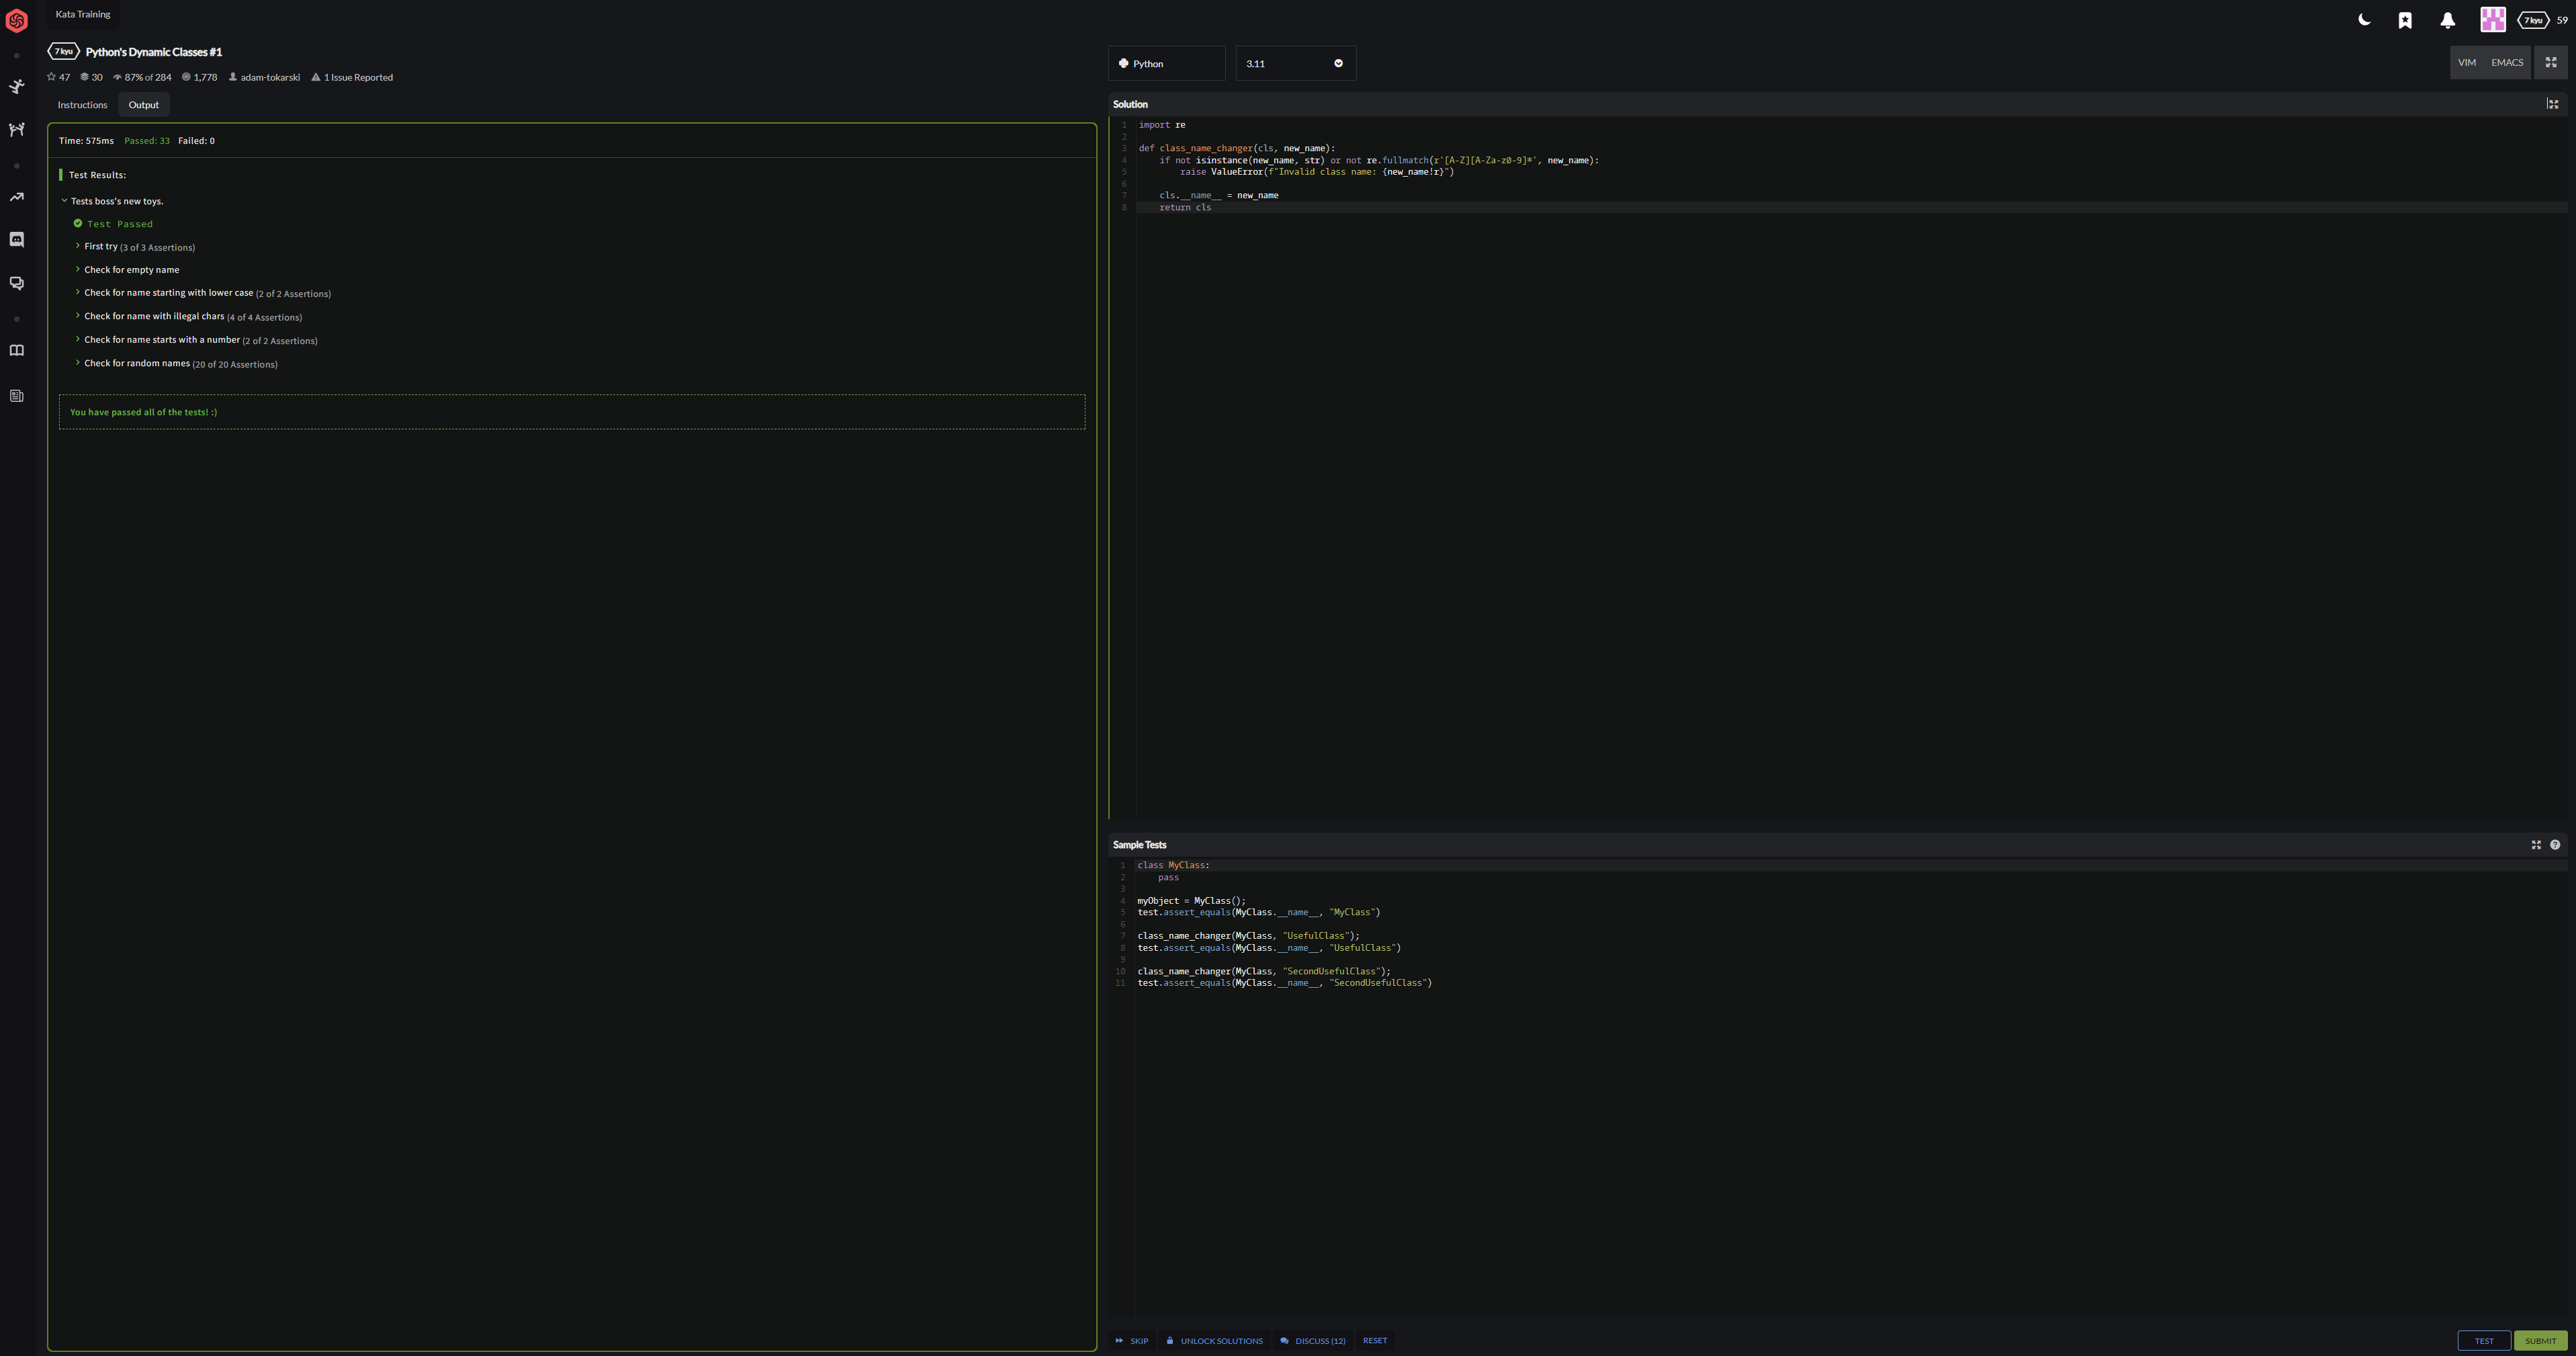 Kata Training
7 kyu 59
7 kyu Python's Dynamic Classes #1
47 30 87% of 284 1,778 adam-tokarski 1 Issue Reported
Instructions Output
Time: 575ms Passed: 33 Failed: 0
Test Results:
Tests boss's new toys.
Test Passed
First try (3 of 3 Assertions)
Check for empty name
Check for name starting with lower case (2 of 2 Assertions)
Check for name with illegal chars (4 of 4 Assertions)
Check for name starts with a number (2 of 2 Assertions)
Check for random names (20 of 20 Assertions)
You have passed all of the tests! :)
Python 3.11 VIM EMACS
Solution
1 import re
2
3 def class_name_changer(cls, new_name):
4 if not isinstance(new_name, str) or not re.fullmatch(r'[A-Z][A-Za-z0-9]*', new_name):
5 raise ValueError(f"Invalid class name: {new_name!r}")
6
7 cls.__name__ = new_name
8 return cls
Sample Tests
1 class MyClass:
2 pass
3
4 myObject = MyClass();
5 test.assert_equals(MyClass.__name__, "MyClass")
6
7 class_name_changer(MyClass, "UsefulClass");
8 test.assert_equals(MyClass.__name__, "UsefulClass")
9
10 class_name_changer(MyClass, "SecondUsefulClass");
11 test.assert_equals(MyClass.__name__, "SecondUsefulClass")
SKIP UNLOCK SOLUTIONS DISCUSS (12) RESET TEST SUBMIT